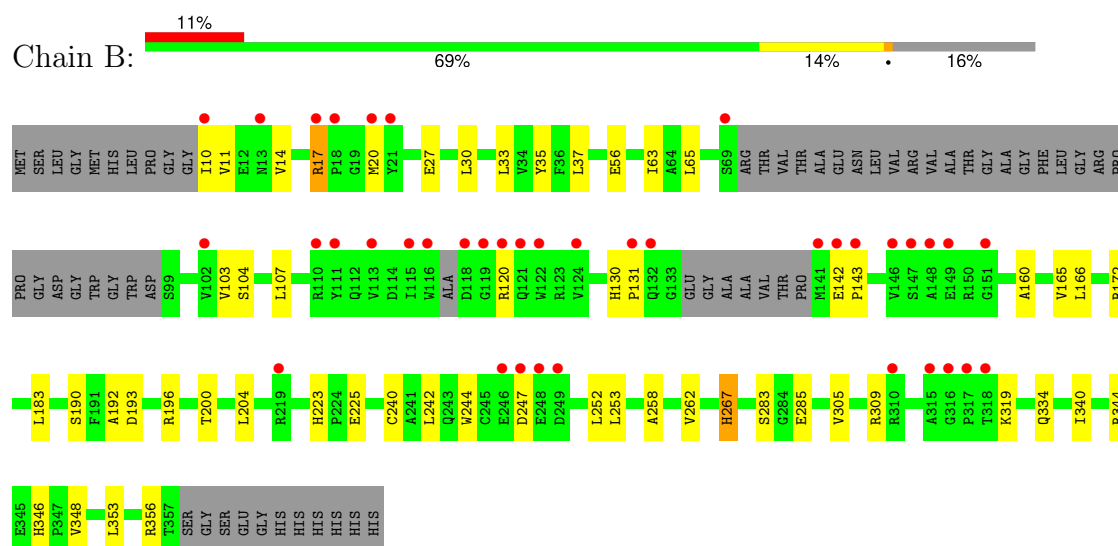 11%
Chain B:
69% 14% • 16%
MET SER LEU GLY MET HIS LEU PRO GLY GLY I10 V11 E12 N13 V14 R17 P18 G19 M20 Y21 E27 L30 L33 V34 Y35 F36 L37 E56 I63 A64 L65 S69 ARG THR VAL THR ALA GLU ASN LEU VAL ARG VAL ALA THR GLY ALA GLY PHE LEU GLY ARG PRO
PRO GLY ASP GLY TRP GLY TRP ASP S99 V102 V103 S104 L107 R110 Y111 Q112 V113 D114 I115 W116 ALA D118 G119 R120 Q121 W122 R123 V124 H130 P131 Q132 G133 GLU GLY ALA ALA VAL THR PRO M141 E142 P143 V146 S147 A148 E149 R150 G151 A160 V165 L166
L183 S190 F191 A192 D193 R196 T200 L204 R219 H223 P224 E225 C240 A241 L242 Q243 W244 C245 E246 D247 E248 D249 L252 L253 A258 V262 H267 S283 G284 E285 V305 R309 R310 A315 G316 P317 T318 K319 Q334 I340
E345 H346 P347 V348 L353 R356 T357 SER GLY SER GLU GLY HIS HIS HIS HIS HIS HIS